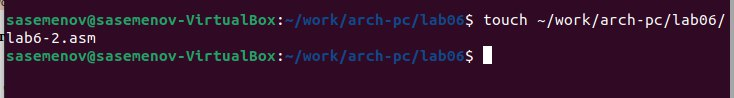 sasemenov@sasemenov-VirtualBox:~/work/arch-pc/lab06$ touch ~/work/arch-pc/lab06/
lab6-2.asm
sasemenov@sasemenov-VirtualBox:~/work/arch-pc/lab06$